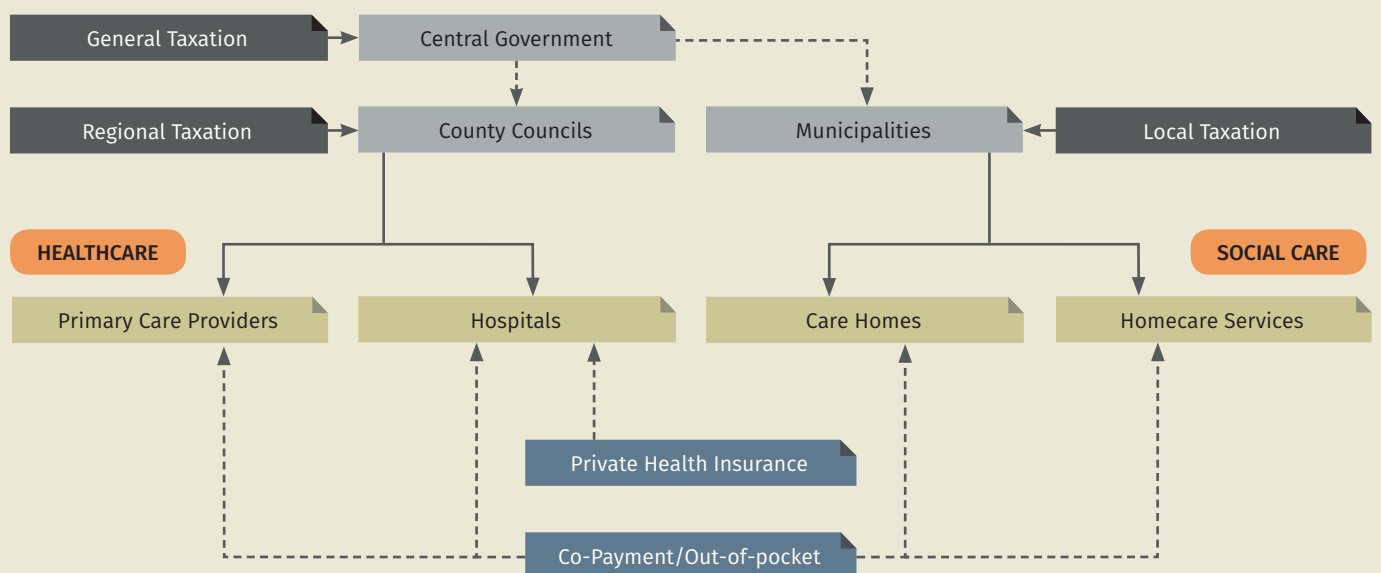 General Taxation
Central Government
Regional Taxation
County Councils
Municipalities
Local Taxation
HEALTHCARE
SOCIAL CARE
Primary Care Providers
Hospitals
Care Homes
Homecare Services
Private Health Insurance
Co-Payment/Out-of-pocket